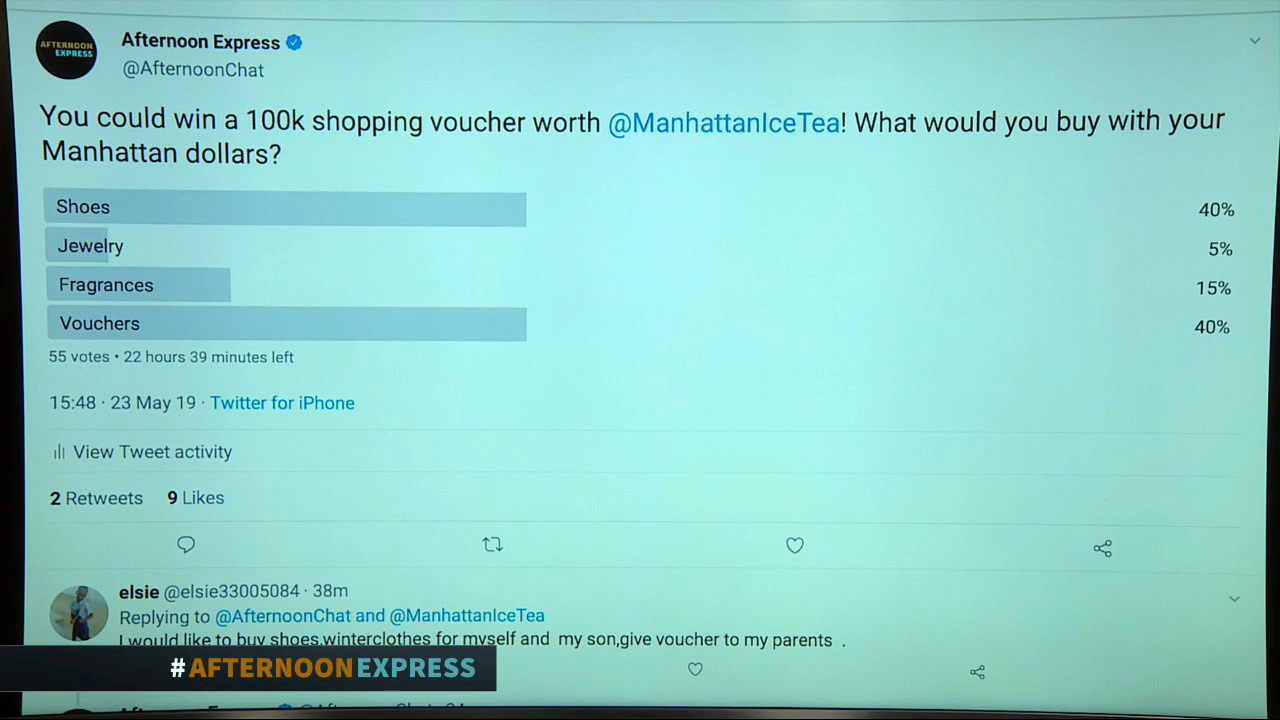 AFTERNOON
EXPRESS
Afternoon Express
@AfternoonChat
You could win a 100k shopping voucher worth @ManhattanIceTea! What would you buy with your
Manhattan dollars?
Shoes 40%
Jewelry 5%
Fragrances 15%
Vouchers 40%
55 votes • 22 hours 39 minutes left
15:48 · 23 May 19 · Twitter for iPhone
View Tweet activity
2 Retweets 9 Likes
elsie @elsie33005084 · 38m
Replying to @AfternoonChat and @ManhattanIceTea
I would like to buy shoes,winterclothes for myself and my son,give voucher to my parents .
#AFTERNOONEXPRESS